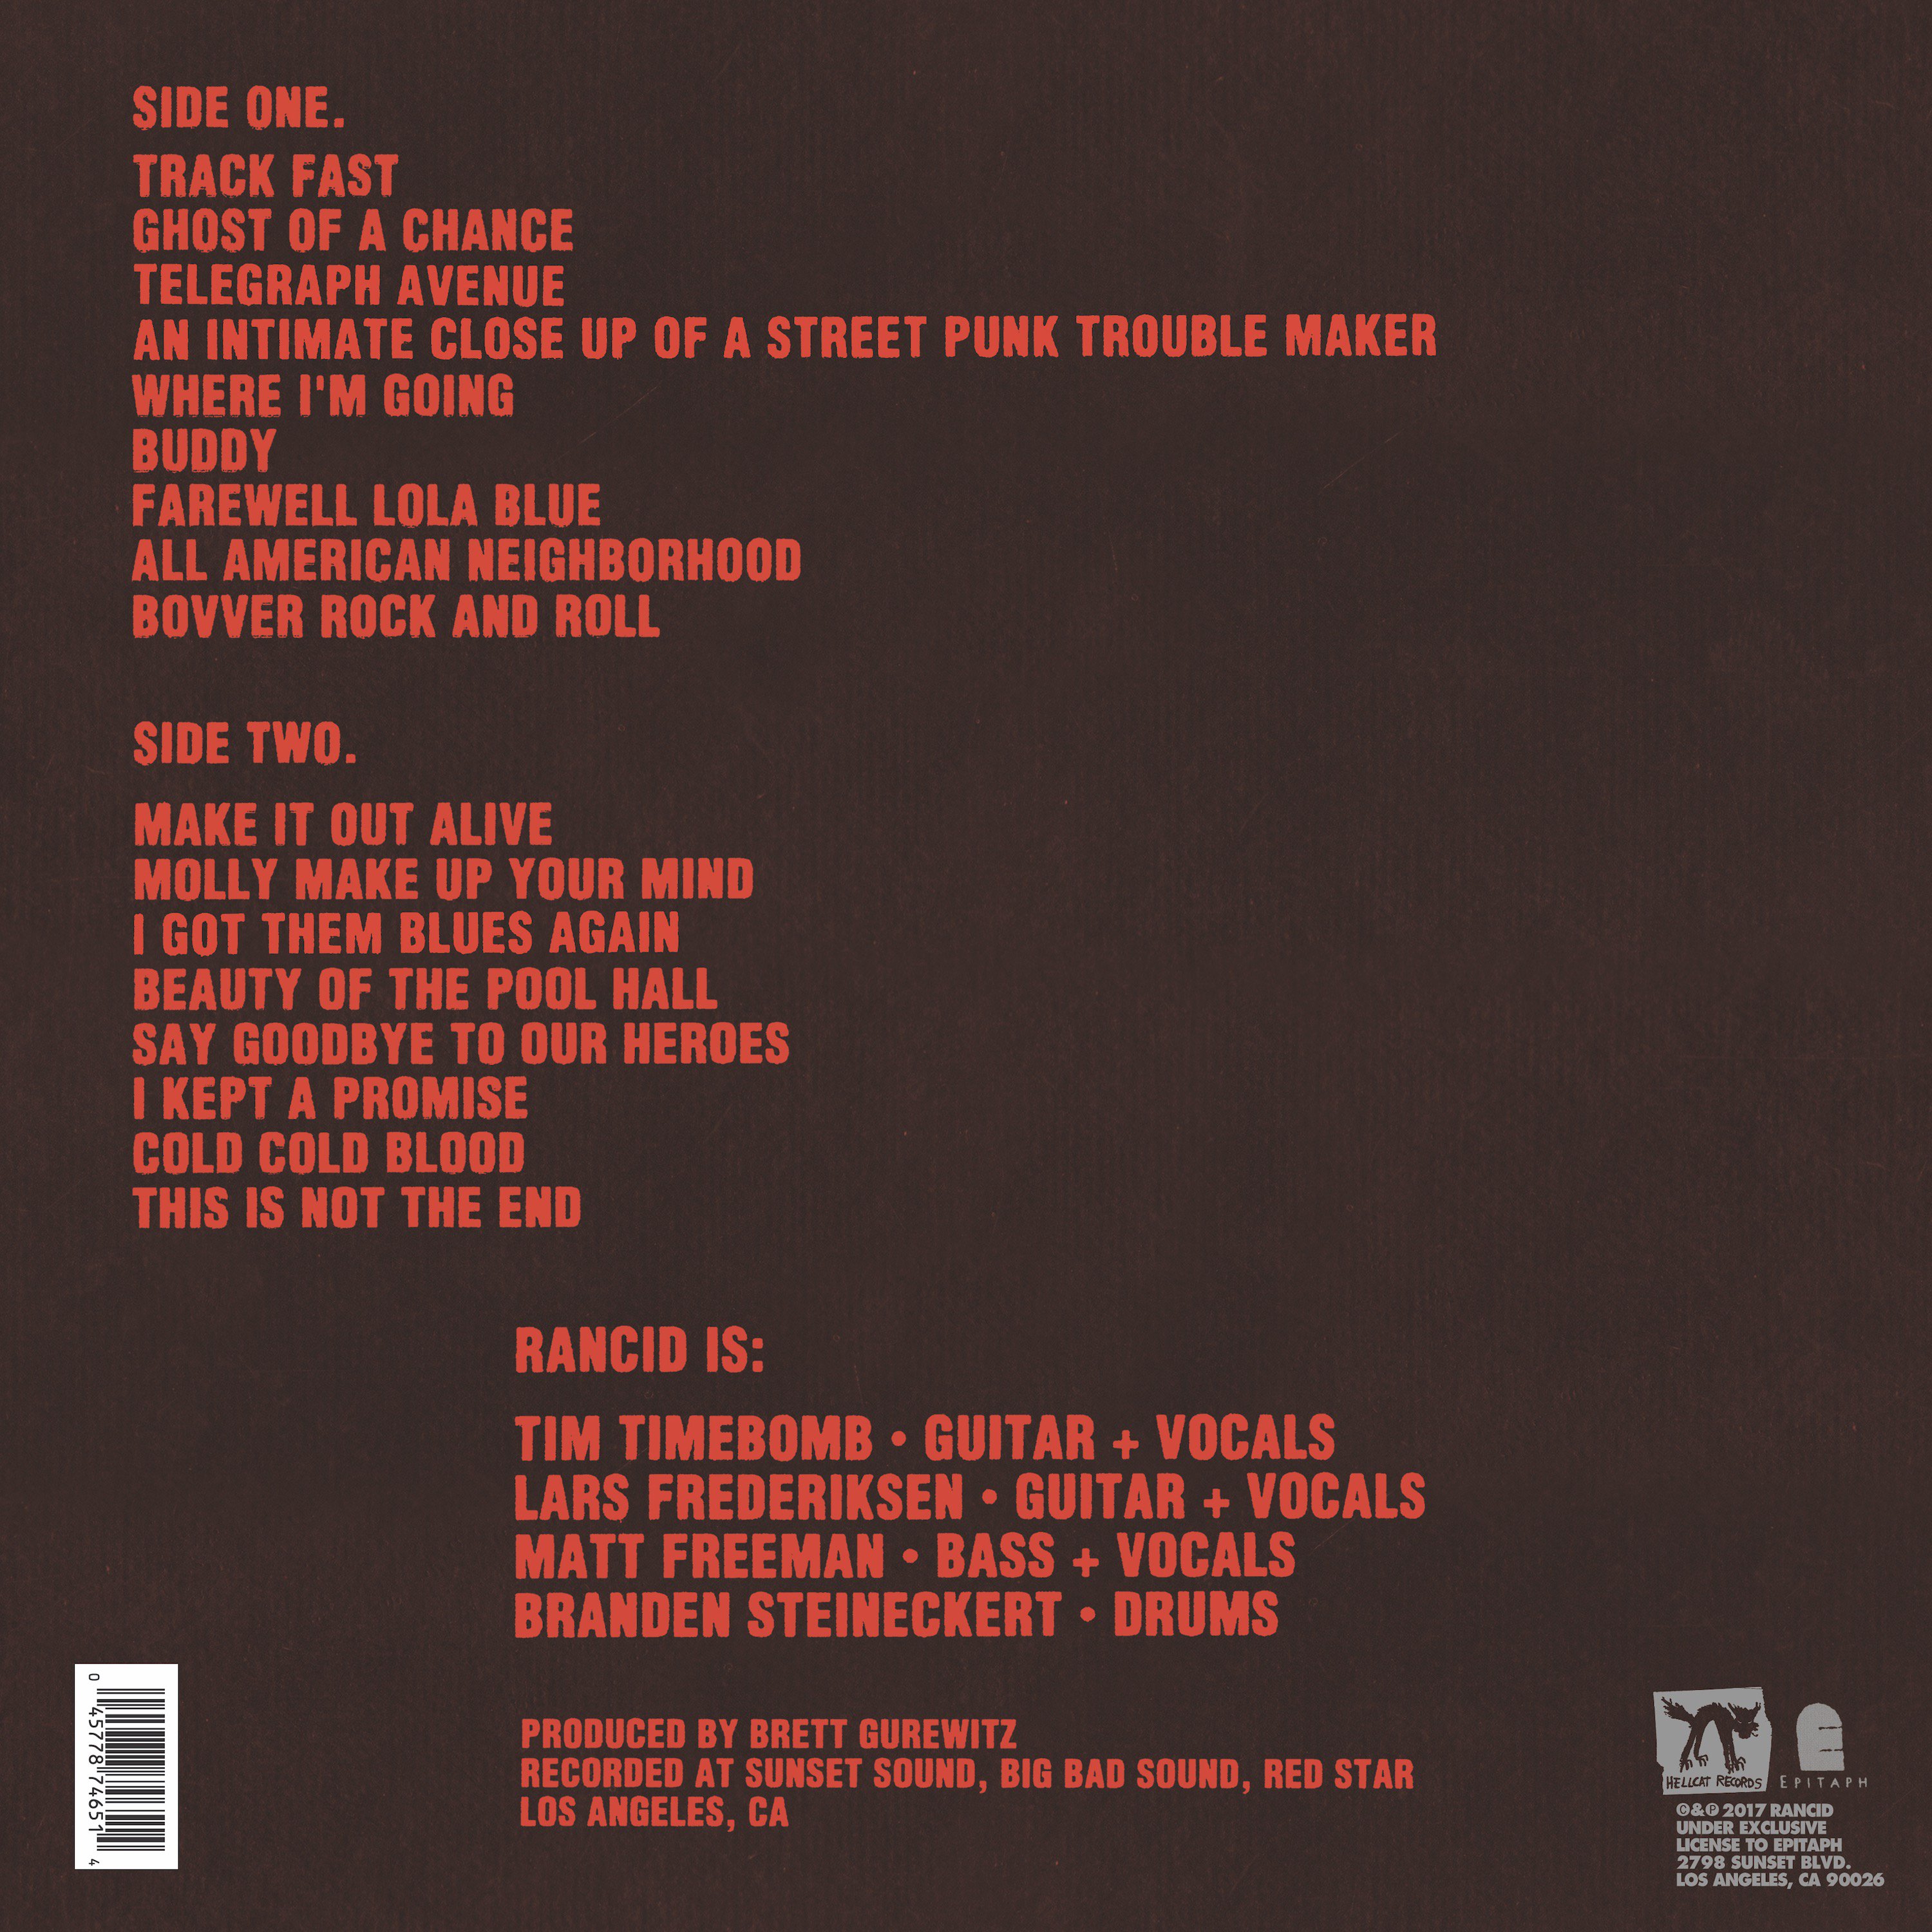 SIDE ONE.
TRACK FAST
GHOST OF A CHANCE
TELEGRAPH AVENUE
AN INTIMATE CLOSE UP OF A STREET PUNK TROUBLE MAKER
WHERE I'M GOING
BUDDY
FAREWELL LOLA BLUE
ALL AMERICAN NEIGHBORHOOD
BOVVER ROCK AND ROLL
SIDE TWO.
MAKE IT OUT ALIVE
MOLLY MAKE UP YOUR MIND
I GOT THEM BLUES AGAIN
BEAUTY OF THE POOL HALL
SAY GOODBYE TO OUR HEROES
I KEPT A PROMISE
COLD COLD BLOOD
THIS IS NOT THE END
RANCID IS:
TIM TIMEBOMB • GUITAR + VOCALS
LARS FREDERIKSEN • GUITAR + VOCALS
MATT FREEMAN • BASS + VOCALS
BRANDEN STEINECKERT • DRUMS
PRODUCED BY BRETT GUREWITZ
RECORDED AT SUNSET SOUND, BIG BAD SOUND, RED STAR
LOS ANGELES, CA
0 45778 74651 4
HELLCAT RECORDS
EPITAPH
©&℗ 2017 RANCID
UNDER EXCLUSIVE
LICENSE TO EPITAPH
2798 SUNSET BLVD.
LOS ANGELES, CA 90026